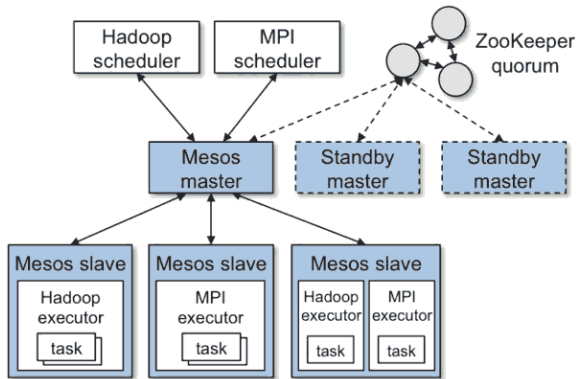 Hadoop
scheduler
MPI
scheduler
ZooKeeper
quorum
Mesos
master
Standby
master
Standby
master
Mesos slave
Hadoop
executor
task
Mesos slave
MPI
executor
task
Mesos slave
Hadoop
executor
task
MPI
executor
task